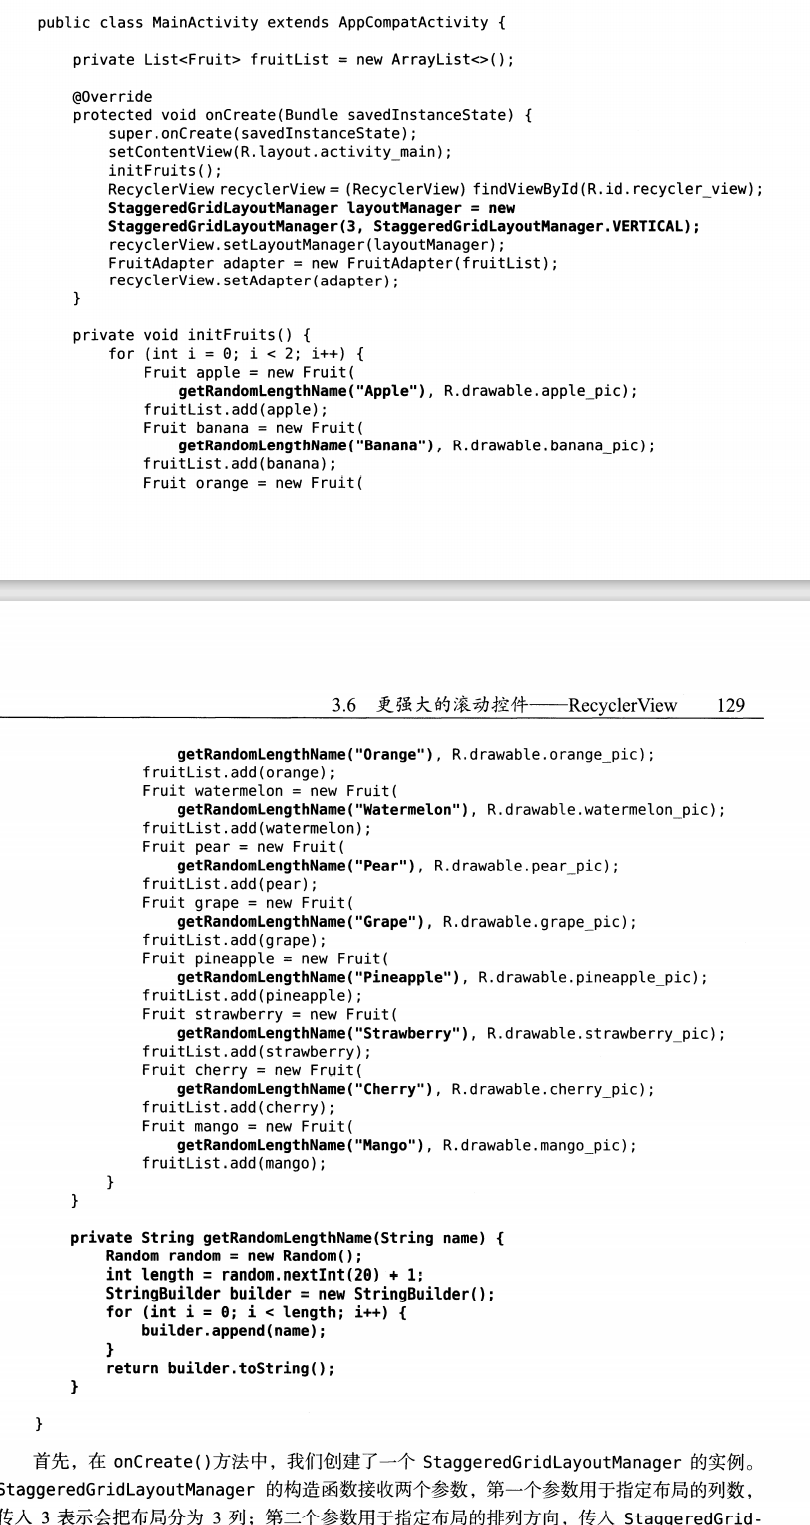 public class MainActivity extends AppCompatActivity {
private List<Fruit> fruitList = new ArrayList<>();
@Override
protected void onCreate(Bundle savedInstanceState) {
super.onCreate(savedInstanceState);
setContentView(R.layout.activity_main);
initFruits();
RecyclerView recyclerView = (RecyclerView) findViewById(R.id.recycler_view);
StaggeredGridLayoutManager layoutManager = new
StaggeredGridLayoutManager(3, StaggeredGridLayoutManager.VERTICAL);
recyclerView.setLayoutManager(layoutManager);
FruitAdapter adapter = new FruitAdapter(fruitList);
recyclerView.setAdapter(adapter);
}
private void initFruits() {
for (int i = 0; i < 2; i++) {
Fruit apple = new Fruit(
getRandomLengthName("Apple"), R.drawable.apple_pic);
fruitList.add(apple);
Fruit banana = new Fruit(
getRandomLengthName("Banana"), R.drawable.banana_pic);
fruitList.add(banana);
Fruit orange = new Fruit(
3.6 更强大的滚动控件——RecyclerView 129
getRandomLengthName("Orange"), R.drawable.orange_pic);
fruitList.add(orange);
Fruit watermelon = new Fruit(
getRandomLengthName("Watermelon"), R.drawable.watermelon_pic);
fruitList.add(watermelon);
Fruit pear = new Fruit(
getRandomLengthName("Pear"), R.drawable.pear_pic);
fruitList.add(pear);
Fruit grape = new Fruit(
getRandomLengthName("Grape"), R.drawable.grape_pic);
fruitList.add(grape);
Fruit pineapple = new Fruit(
getRandomLengthName("Pineapple"), R.drawable.pineapple_pic);
fruitList.add(pineapple);
Fruit strawberry = new Fruit(
getRandomLengthName("Strawberry"), R.drawable.strawberry_pic);
fruitList.add(strawberry);
Fruit cherry = new Fruit(
getRandomLengthName("Cherry"), R.drawable.cherry_pic);
fruitList.add(cherry);
Fruit mango = new Fruit(
getRandomLengthName("Mango"), R.drawable.mango_pic);
fruitList.add(mango);
}
}
private String getRandomLengthName(String name) {
Random random = new Random();
int length = random.nextInt(20) + 1;
StringBuilder builder = new StringBuilder();
for (int i = 0; i < length; i++) {
builder.append(name);
}
return builder.toString();
}
}
首先，在 onCreate()方法中，我们创建了一个 StaggeredGridLayoutManager 的实例。
StaggeredGridLayoutManager 的构造函数接收两个参数，第一个参数用于指定布局的列数，
传入 3 表示会把布局分为 3 列；第二个参数用于指定布局的排列方向，传入 StaggeredGrid-